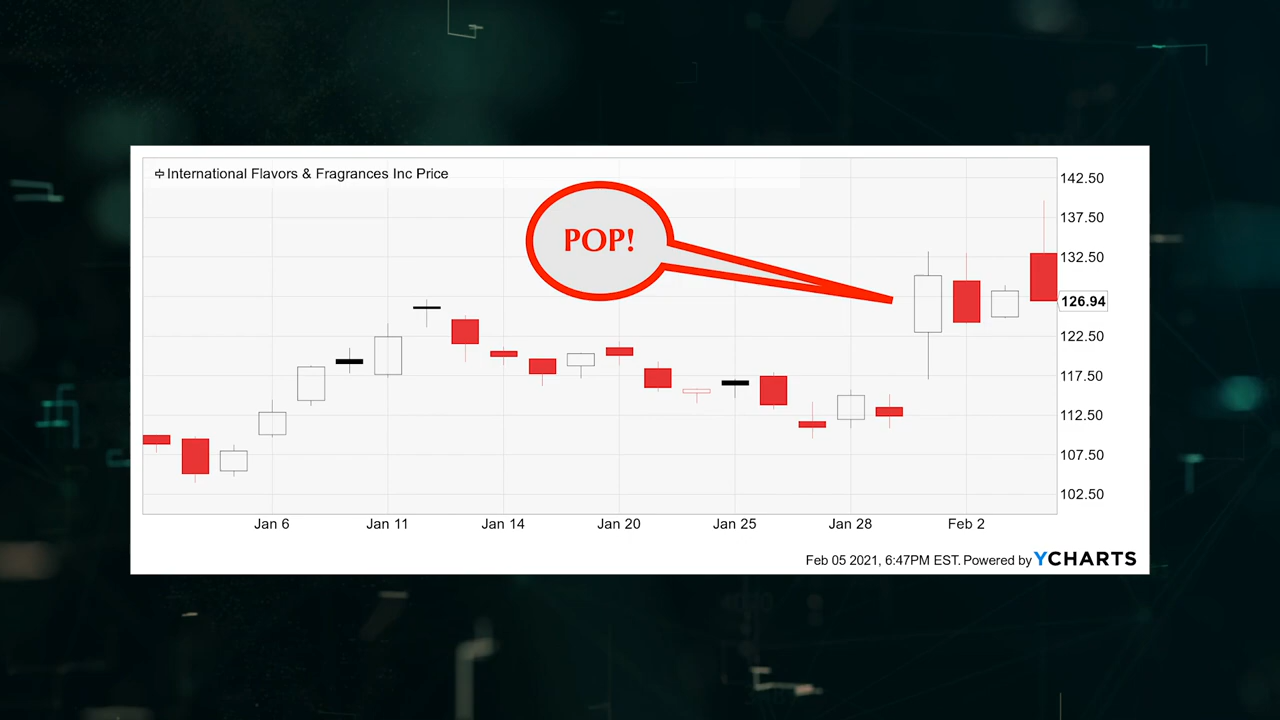 International Flavors & Fragrances Inc Price
POP!
142.50
137.50
132.50
126.94
122.50
117.50
112.50
107.50
102.50
Jan 6 Jan 11 Jan 14 Jan 20 Jan 25 Jan 28 Feb 2
Feb 05 2021, 6:47PM EST. Powered by YCHARTS